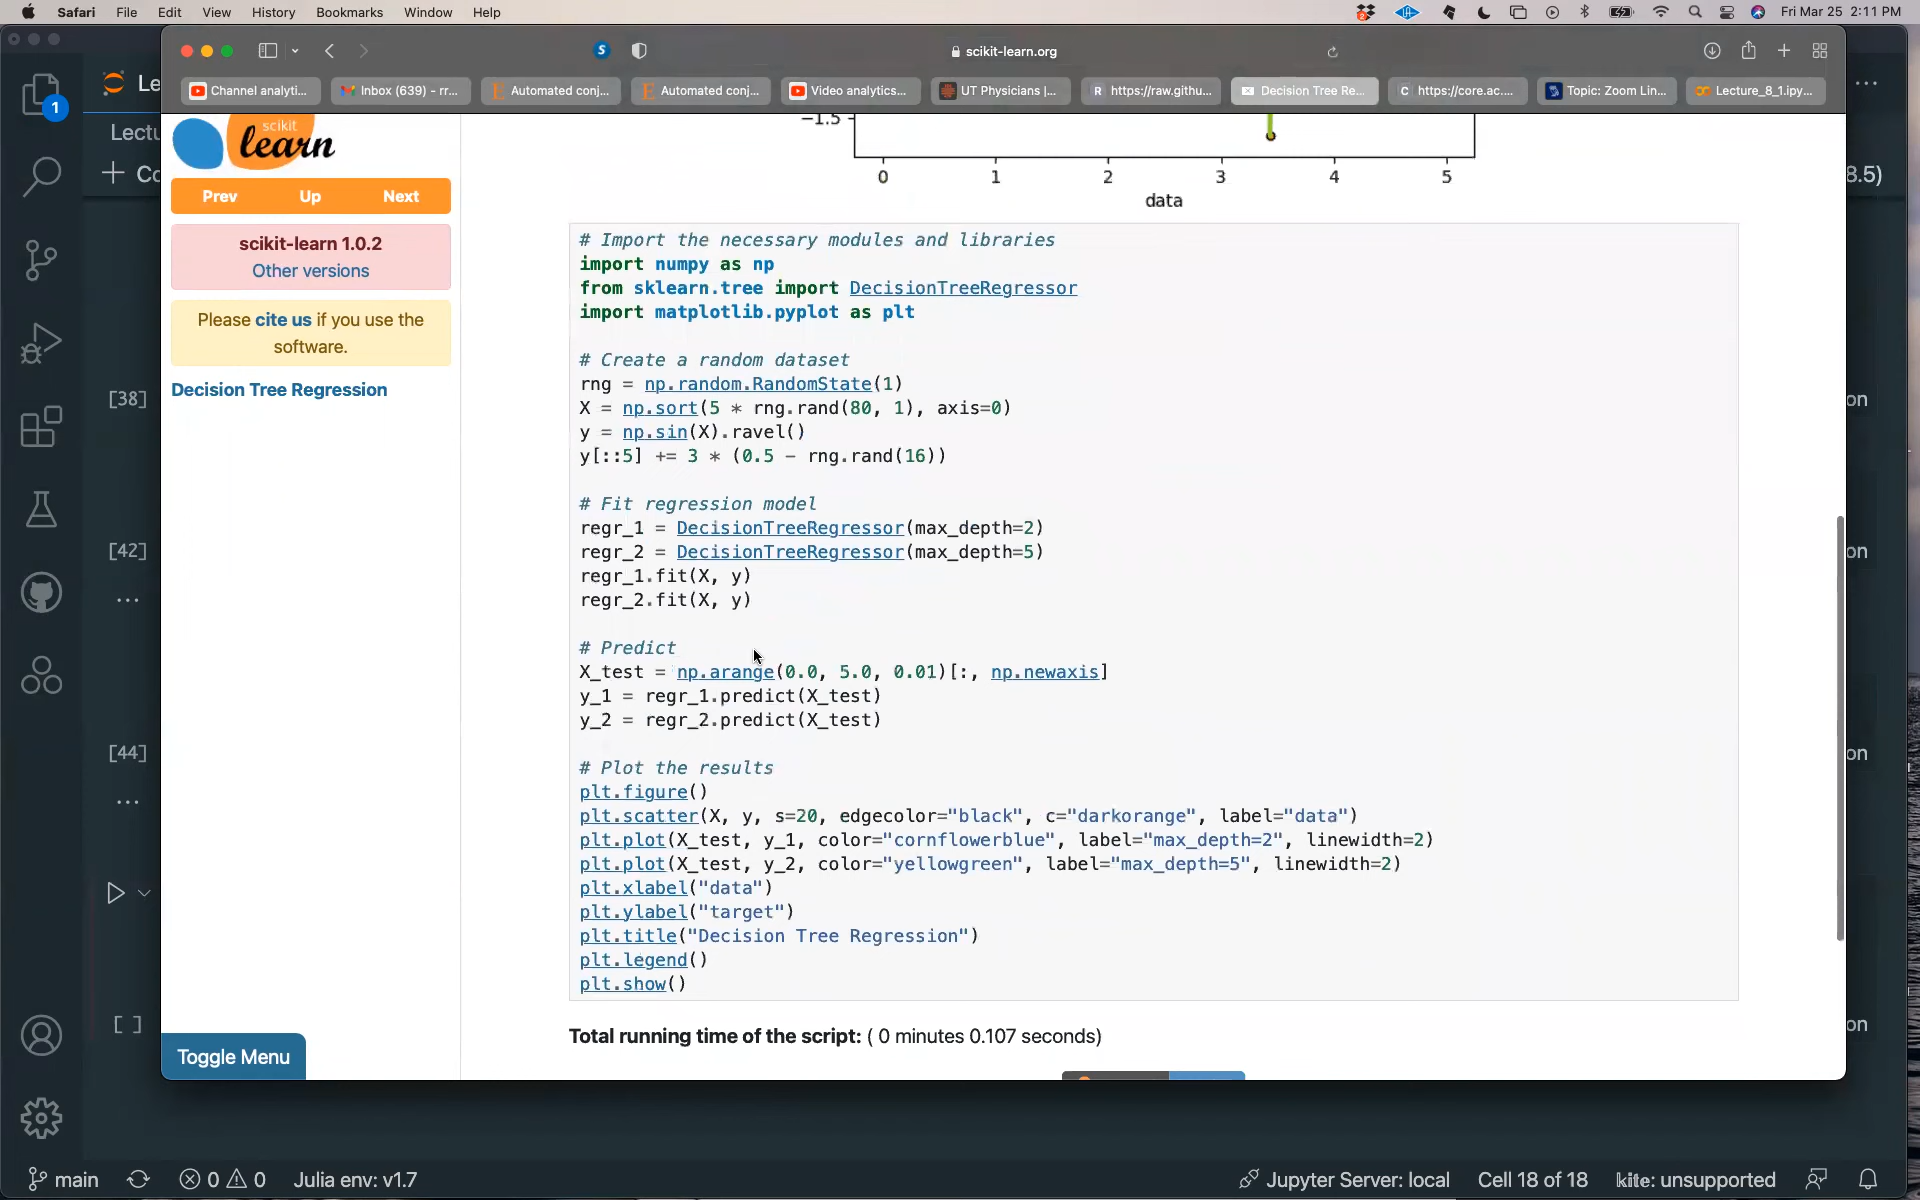 Safari File Edit View History Bookmarks Window Help
Fri Mar 25 2:11 PM
scikit-learn.org
Channel analyti... Inbox (639) - rr... Automated conj... Automated conj... Video analytics... UT Physicians |... https://raw.githu... Decision Tree Re... https://core.ac.... Topic: Zoom Lin... Lecture_8_1.ipy...
1
Le
Lectu
+ Co
8.5)
scikit
learn
Prev Up Next
scikit-learn 1.0.2
Other versions
Please cite us if you use the
software.
Decision Tree Regression
Toggle Menu
[38]
[42]
...
[44]
...
[ ]
on
on
on
on
−1.5
0 1 2 3 4 5
data
# Import the necessary modules and libraries
import numpy as np
from sklearn.tree import DecisionTreeRegressor
import matplotlib.pyplot as plt
# Create a random dataset
rng = np.random.RandomState(1)
X = np.sort(5 * rng.rand(80, 1), axis=0)
y = np.sin(X).ravel()
y[::5] += 3 * (0.5 - rng.rand(16))
# Fit regression model
regr_1 = DecisionTreeRegressor(max_depth=2)
regr_2 = DecisionTreeRegressor(max_depth=5)
regr_1.fit(X, y)
regr_2.fit(X, y)
# Predict
X_test = np.arange(0.0, 5.0, 0.01)[:, np.newaxis]
y_1 = regr_1.predict(X_test)
y_2 = regr_2.predict(X_test)
# Plot the results
plt.figure()
plt.scatter(X, y, s=20, edgecolor="black", c="darkorange", label="data")
plt.plot(X_test, y_1, color="cornflowerblue", label="max_depth=2", linewidth=2)
plt.plot(X_test, y_2, color="yellowgreen", label="max_depth=5", linewidth=2)
plt.xlabel("data")
plt.ylabel("target")
plt.title("Decision Tree Regression")
plt.legend()
plt.show()
Total running time of the script: ( 0 minutes 0.107 seconds)
main 0 0 Julia env: v1.7
Jupyter Server: local Cell 18 of 18 kite: unsupported